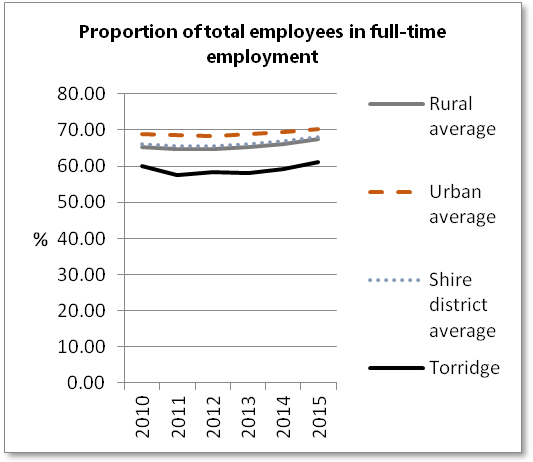 Proportion of total employees in full-time
employment
80.00
70.00
60.00
50.00
40.00
30.00
20.00
10.00
0.00
%
2010
2011
2012
2013
2014
2015
Rural
average
Urban
average
Shire
district
average
Torridge